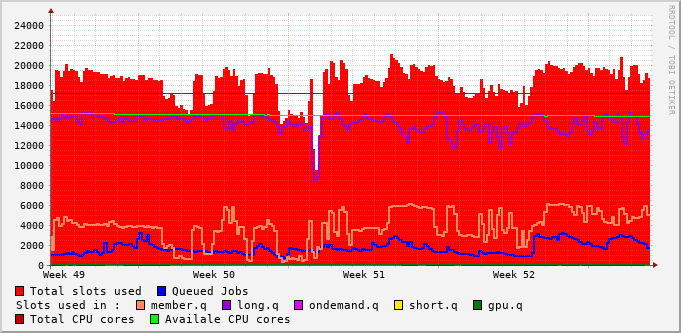 24000
22000
20000
18000
16000
14000
12000
10000
8000
6000
4000
2000
0
Week 49 Week 50 Week 51 Week 52
Total slots used Queued Jobs
Slots used in : member.q long.q ondemand.q short.q gpu.q
Total CPU cores Availale CPU cores
RRDTOOL / TOBI OETIKER